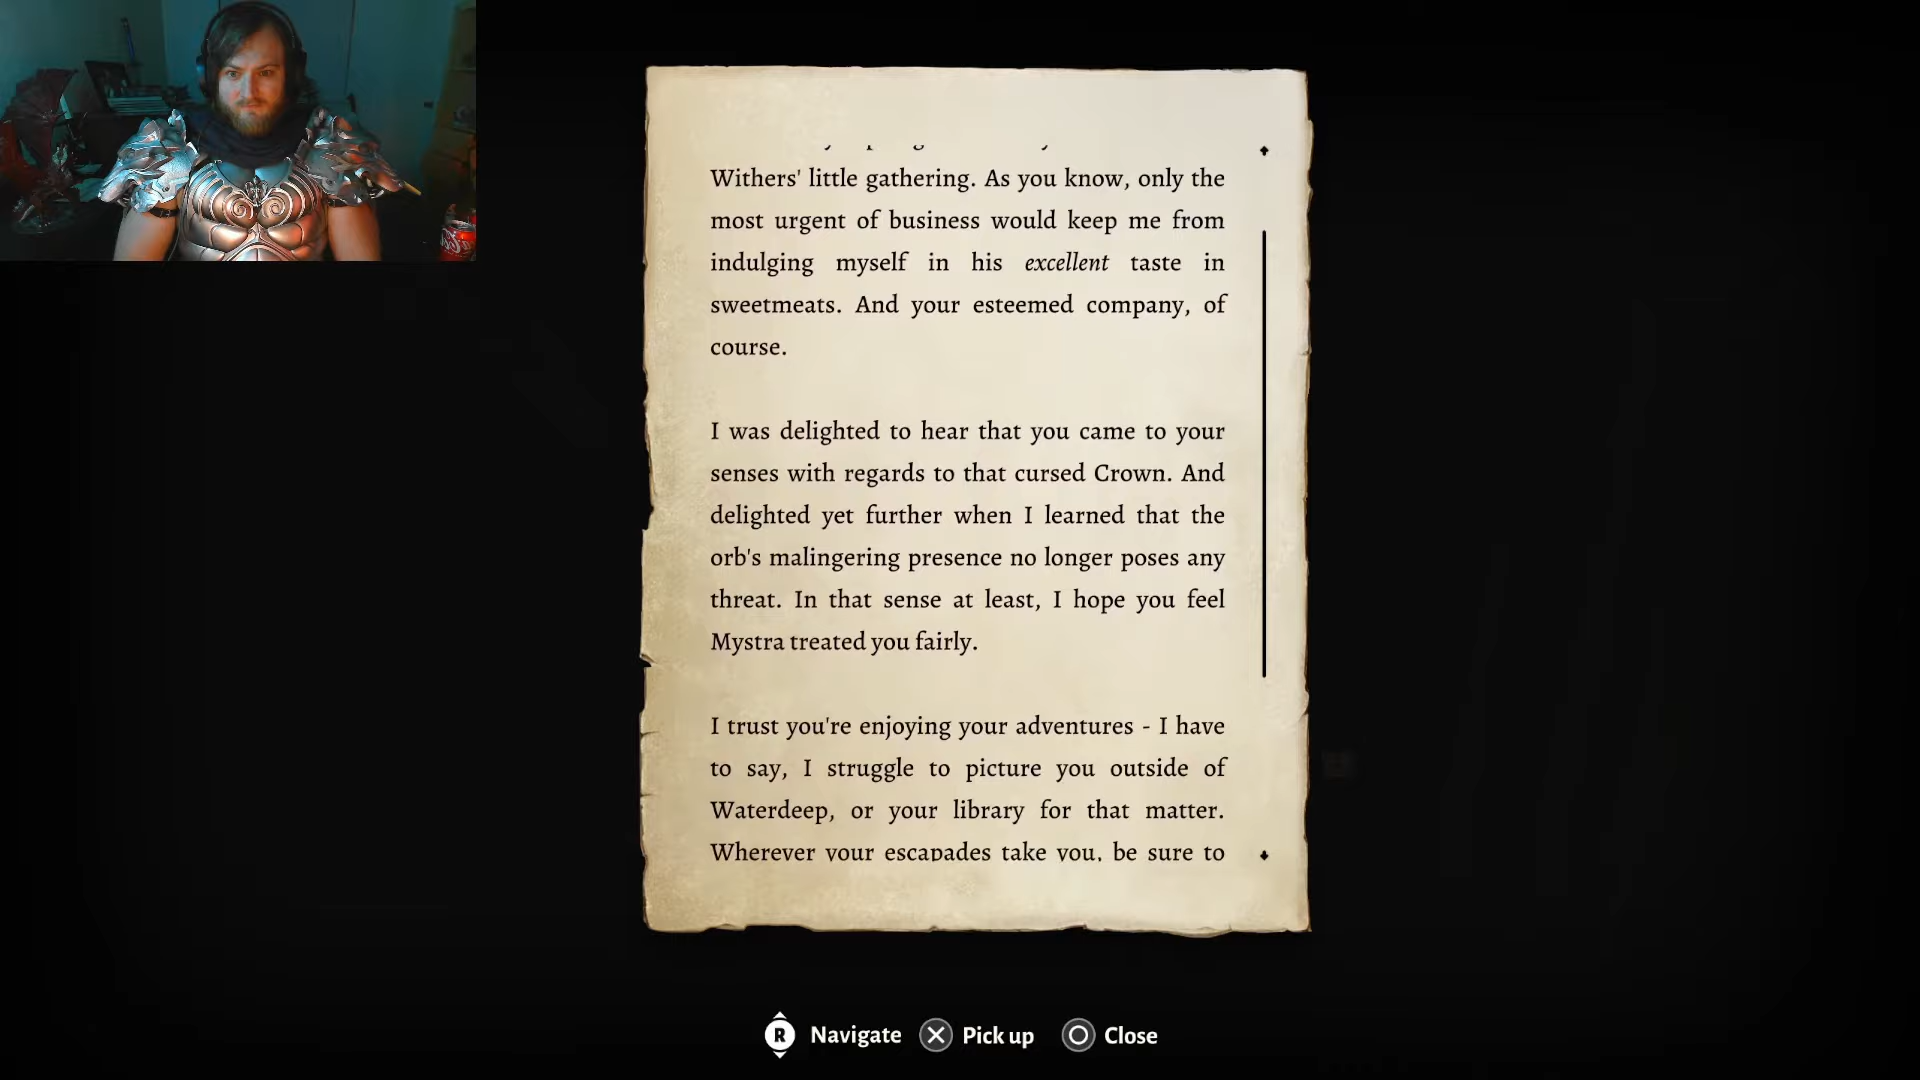 Withers' little gathering. As you know, only the
most urgent of business would keep me from
indulging myself in his excellent taste in
sweetmeats. And your esteemed company, of
course.
I was delighted to hear that you came to your
senses with regards to that cursed Crown. And
delighted yet further when I learned that the
orb's malingering presence no longer poses any
threat. In that sense at least, I hope you feel
Mystra treated you fairly.
I trust you're enjoying your adventures - I have
to say, I struggle to picture you outside of
Waterdeep, or your library for that matter.
Wherever your escapades take you, be sure to
R Navigate Pick up Close